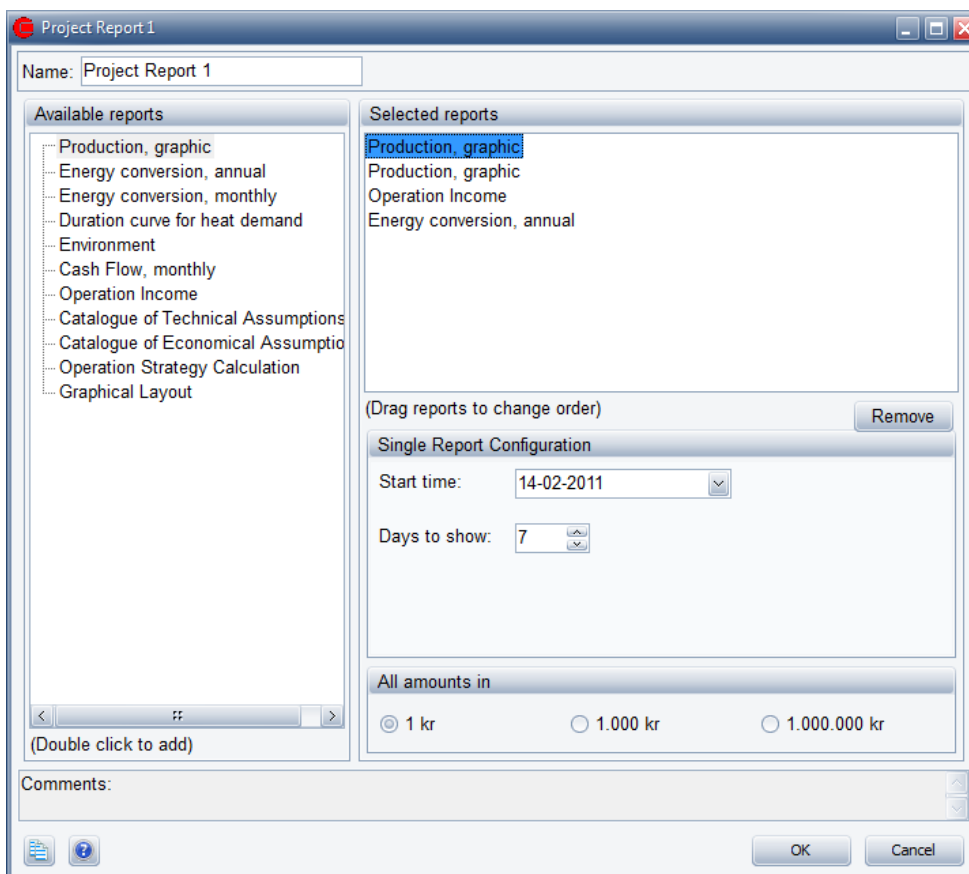 Project Report 1
Name: Project Report 1
Available reports
Production, graphic
Energy conversion, annual
Energy conversion, monthly
Duration curve for heat demand
Environment
Cash Flow, monthly
Operation Income
Catalogue of Technical Assumptions
Catalogue of Economical Assumptio
Operation Strategy Calculation
Graphical Layout
(Double click to add)
Selected reports
Production, graphic
Production, graphic
Operation Income
Energy conversion, annual
(Drag reports to change order)
Remove
Single Report Configuration
Start time: 14-02-2011
Days to show: 7
All amounts in
1 kr 1.000 kr 1.000.000 kr
Comments:
OK Cancel